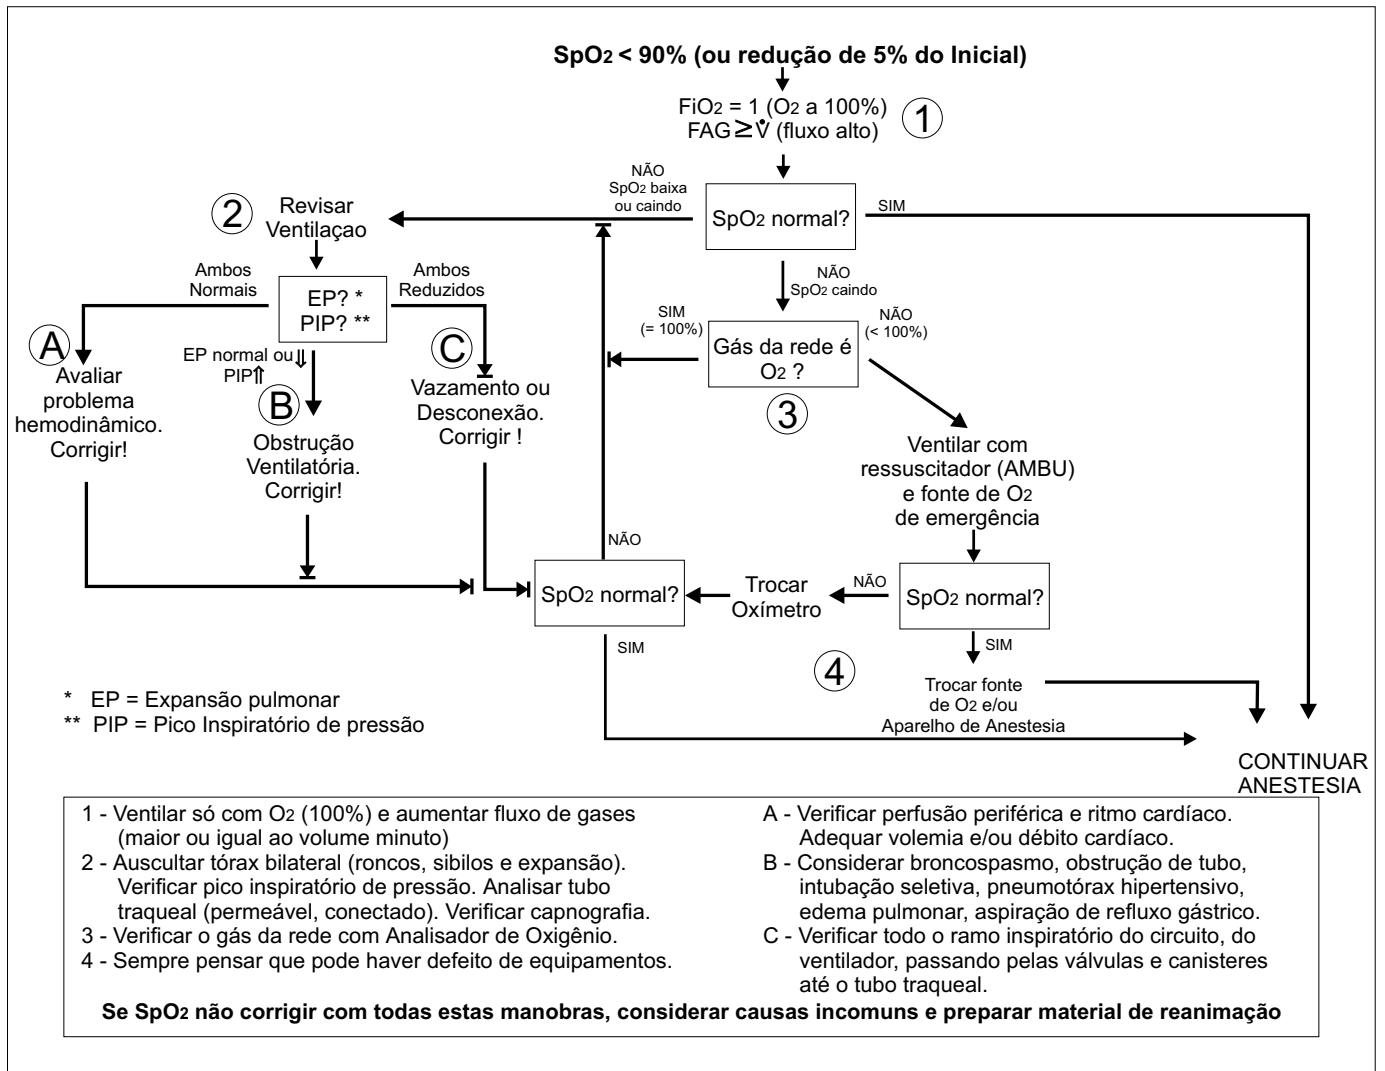 SpO2 < 90% (ou redução de 5% do Inicial)
FiO2 = 1 (O2 a 100%)
FAG ≥ V̇ (fluxo alto)
1
NÃO
SpO2 baixa
ou caindo
SpO2 normal?
SIM
2
Revisar
Ventilaçao
Ambos
Normais
EP? *
PIP? **
Ambos
Reduzidos
NÃO
SpO2 caindo
SIM
(= 100%)
Gás da rede é
O2 ?
NÃO
(< 100%)
3
A
Avaliar
problema
hemodinâmico.
Corrigir!
EP normal ou ⇓
PIP⇑
B
Obstrução
Ventilatória.
Corrigir!
C
Vazamento ou
Desconexão.
Corrigir !
Ventilar com
ressuscitador (AMBU)
e fonte de O2
de emergência
NÃO
SpO2 normal?
SIM
Trocar
Oxímetro
NÃO
SpO2 normal?
SIM
4
Trocar fonte
de O2 e/ou
Aparelho de Anestesia
CONTINUAR
ANESTESIA
* EP = Expansão pulmonar
** PIP = Pico Inspiratório de pressão
1 - Ventilar só com O2 (100%) e aumentar fluxo de gases
(maior ou igual ao volume minuto)
2 - Auscultar tórax bilateral (roncos, sibilos e expansão).
Verificar pico inspiratório de pressão. Analisar tubo
traqueal (permeável, conectado). Verificar capnografia.
3 - Verificar o gás da rede com Analisador de Oxigênio.
4 - Sempre pensar que pode haver defeito de equipamentos.
A - Verificar perfusão periférica e ritmo cardíaco.
Adequar volemia e/ou débito cardíaco.
B - Considerar broncospasmo, obstrução de tubo,
intubação seletiva, pneumotórax hipertensivo,
edema pulmonar, aspiração de refluxo gástrico.
C - Verificar todo o ramo inspiratório do circuito, do
ventilador, passando pelas válvulas e canisteres
até o tubo traqueal.
Se SpO2 não corrigir com todas estas manobras, considerar causas incomuns e preparar material de reanimação